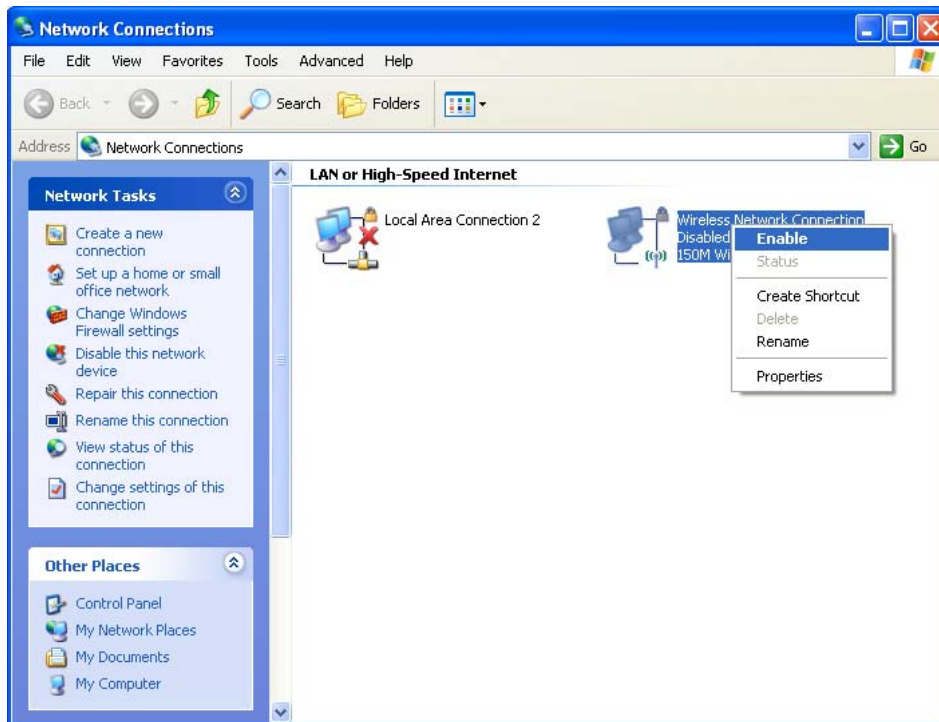 Network Connections
File Edit View Favorites Tools Advanced Help
Back Search Folders
Address Network Connections Go
Network Tasks
Create a new
connection
Set up a home or small
office network
Change Windows
Firewall settings
Disable this network
device
Repair this connection
Rename this connection
View status of this
connection
Change settings of this
connection
Other Places
Control Panel
My Network Places
My Documents
My Computer
LAN or High-Speed Internet
Local Area Connection 2
Wireless Network Connection
Disabled
150M Wi
Enable
Status
Create Shortcut
Delete
Rename
Properties